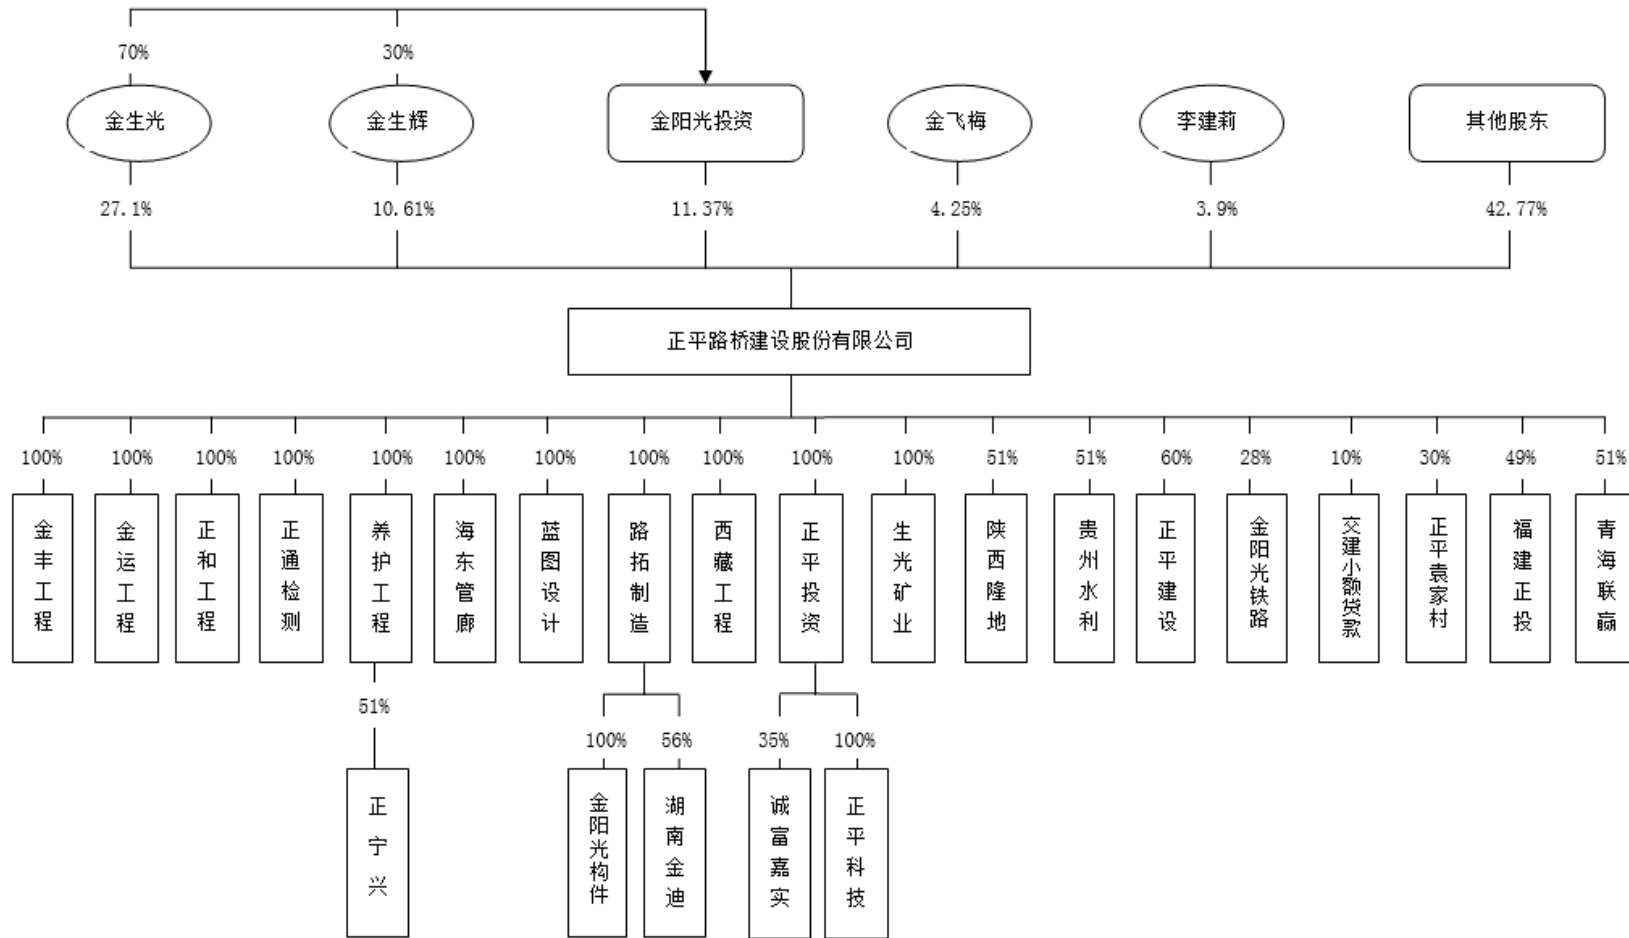 70%
30%
金生光
金生辉
金阳光投资
金飞梅
李建莉
其他股东
27.1%
10.61%
11.37%
4.25%
3.9%
42.77%
正平路桥建设股份有限公司
100%
100%
100%
100%
100%
100%
100%
100%
100%
100%
100%
51%
51%
60%
28%
10%
30%
49%
51%
金丰工程
金运工程
正和工程
正通检测
养护工程
海东管廊
蓝图设计
路拓制造
西藏工程
正平投资
生光矿业
陕西隆地
贵州水利
正平建设
金阳光铁路
交建小额贷款
正平袁家村
福建正投
青海联赢
51%
100%
56%
35%
100%
正宁兴
金阳光构件
湖南金迪
诚富嘉实
正平科技